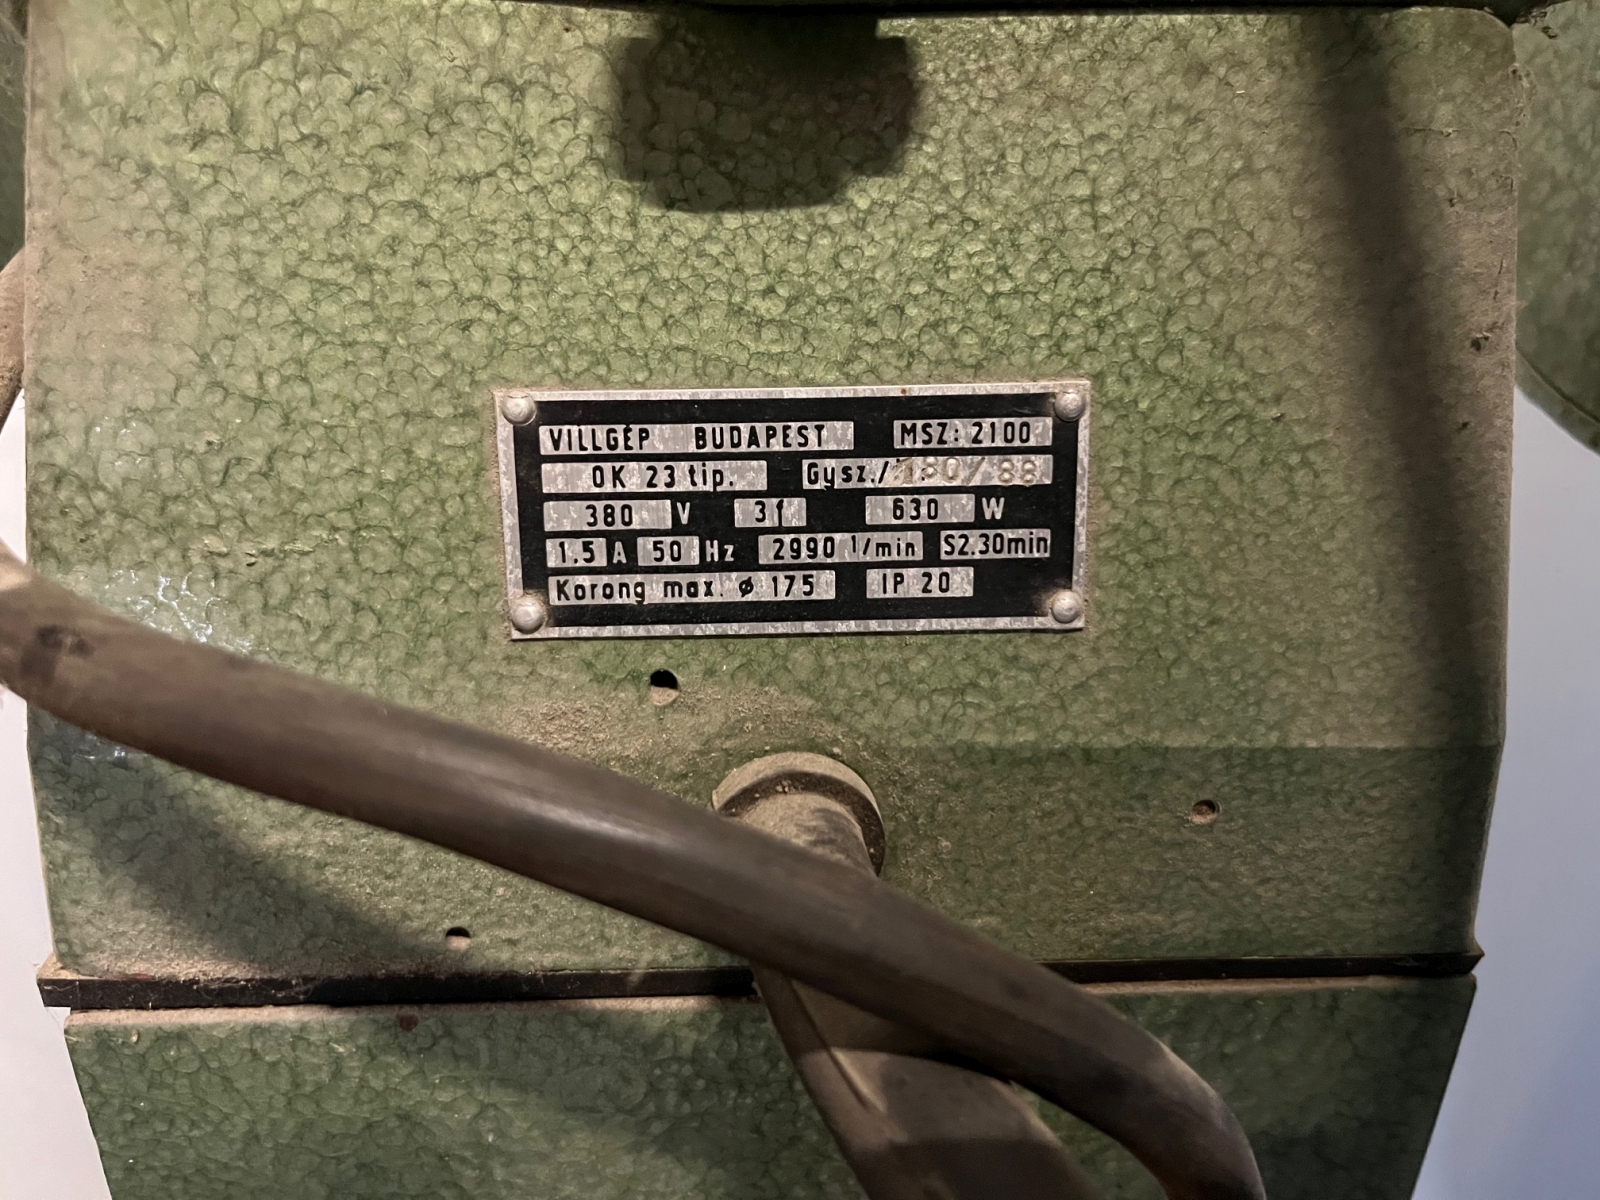 VILLGÉP BUDAPEST MSZ: 2100
OK 23 tip. Gysz./
380 V 3 f 630 W
1,5 A 50 Hz 2990 1/min S2.30min
Korong max. ø 175 IP 20